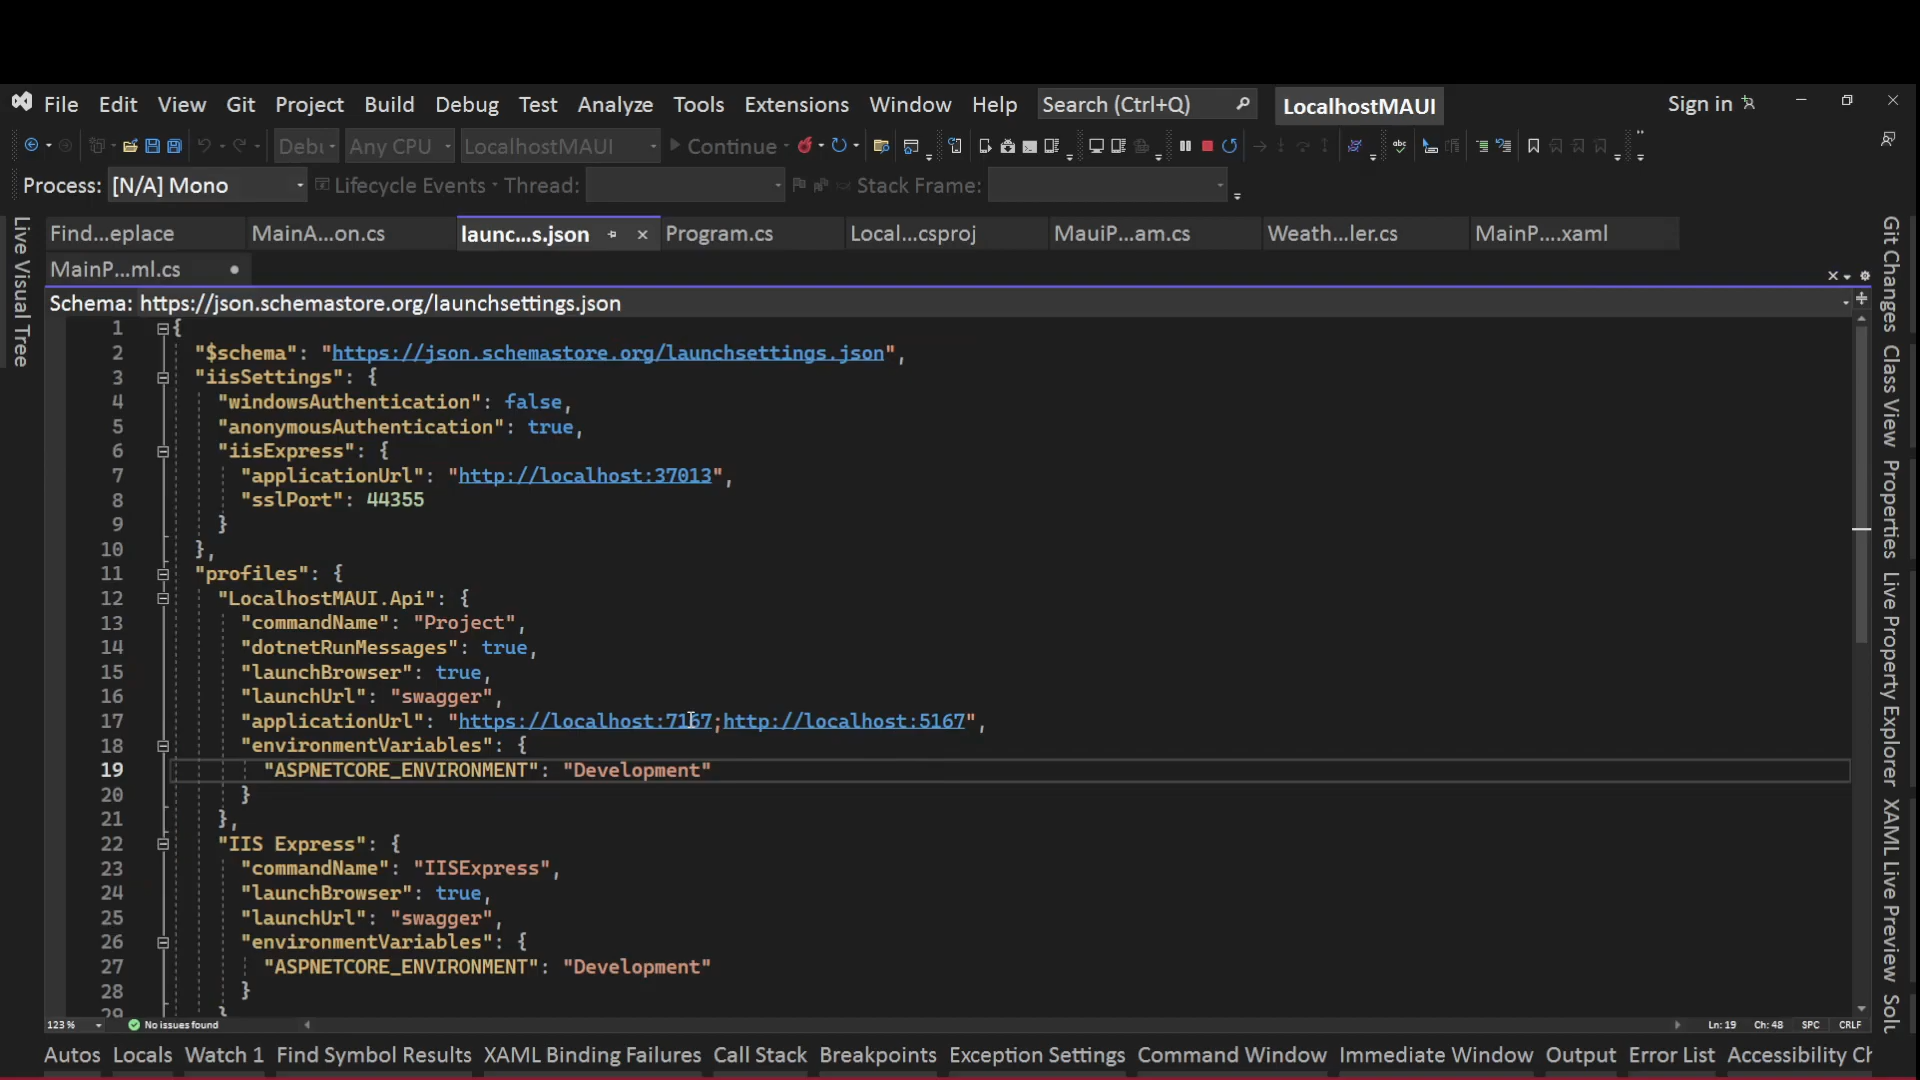 File Edit View Git Project Build Debug Test Analyze Tools Extensions Window Help Search (Ctrl+Q) LocalhostMAUI Sign in
Debu Any CPU LocalhostMAUI Continue
Process: [N/A] Mono Lifecycle Events Thread: Stack Frame:
Find...eplace MainA...on.cs launc...s.json Program.cs Local...csproj MauiP...am.cs Weath...ler.cs MainP....xaml
MainP...ml.cs
Schema: https://json.schemastore.org/launchsettings.json
1 {
2 "$schema": "https://json.schemastore.org/launchsettings.json",
3 "iisSettings": {
4 "windowsAuthentication": false,
5 "anonymousAuthentication": true,
6 "iisExpress": {
7 "applicationUrl": "http://localhost:37013",
8 "sslPort": 44355
9 }
10 },
11 "profiles": {
12 "LocalhostMAUI.Api": {
13 "commandName": "Project",
14 "dotnetRunMessages": true,
15 "launchBrowser": true,
16 "launchUrl": "swagger",
17 "applicationUrl": "https://localhost:7167;http://localhost:5167",
18 "environmentVariables": {
19 "ASPNETCORE_ENVIRONMENT": "Development"
20 }
21 },
22 "IIS Express": {
23 "commandName": "IISExpress",
24 "launchBrowser": true,
25 "launchUrl": "swagger",
26 "environmentVariables": {
27 "ASPNETCORE_ENVIRONMENT": "Development"
28 }
29 }
123 % No issues found Ln: 19 Ch: 48 SPC CRLF
Autos Locals Watch 1 Find Symbol Results XAML Binding Failures Call Stack Breakpoints Exception Settings Command Window Immediate Window Output Error List Accessibility Ch
Live Visual Tree
Git Changes
Class View
Properties
Live Property Explorer
XAML Live Preview
Solu